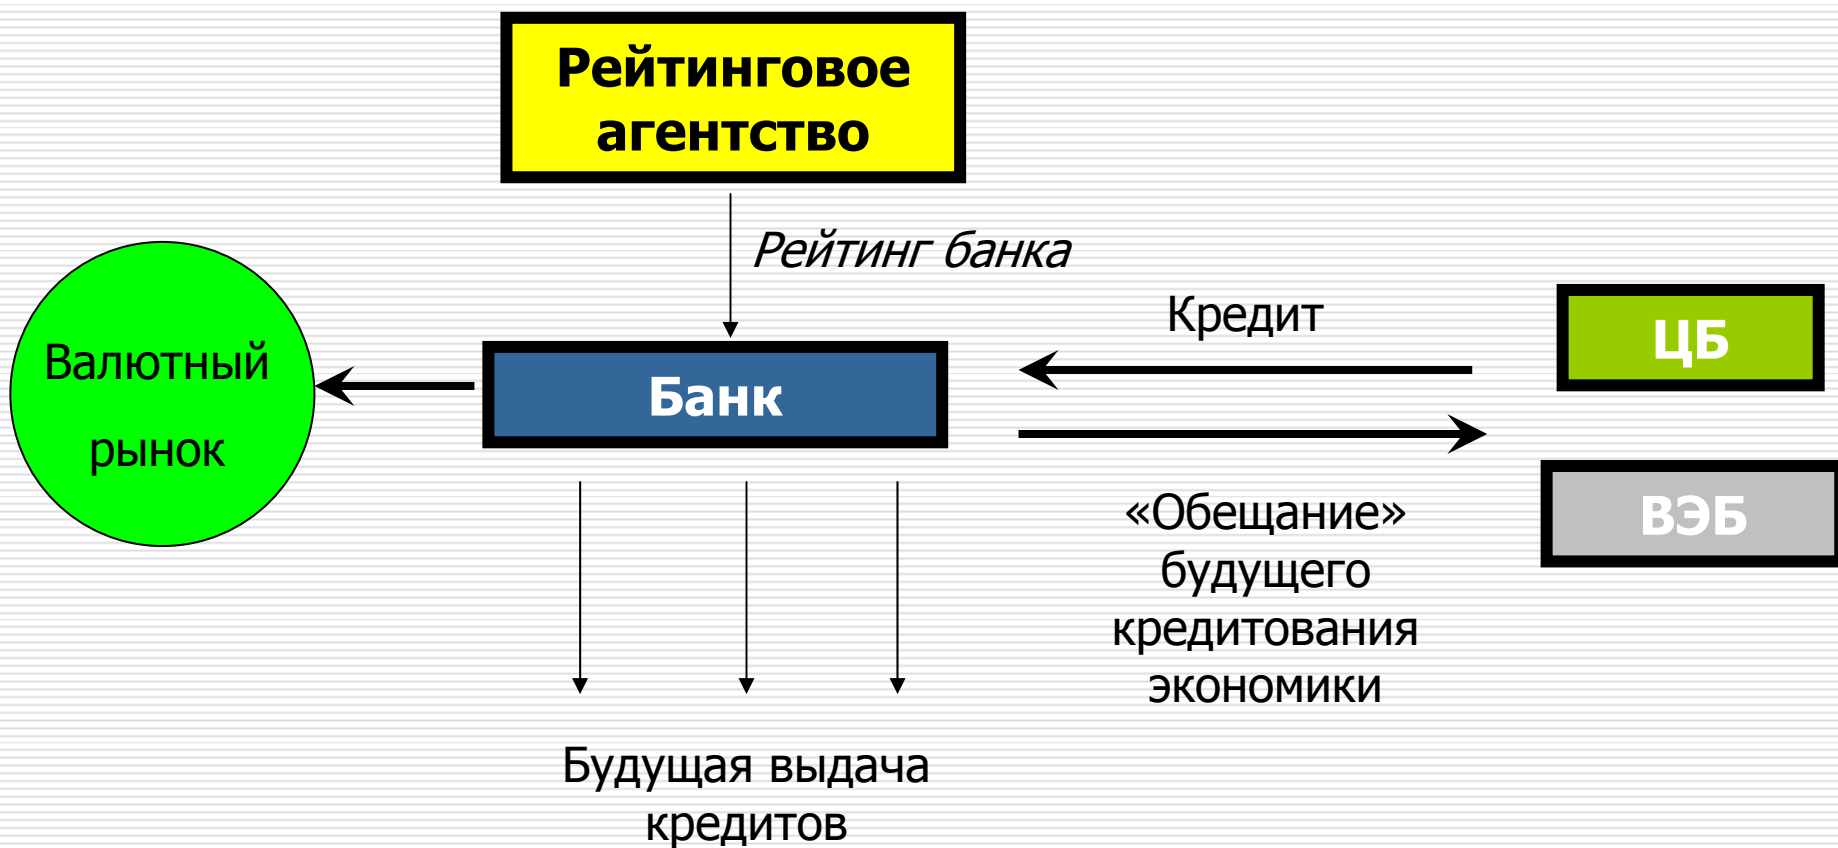 Рейтинговое
агентство
Рейтинг банка
Кредит
ЦБ
Валютный
рынок
Банк
ВЭБ
«Обещание»
будущего
кредитования
экономики
Будущая выдача
кредитов